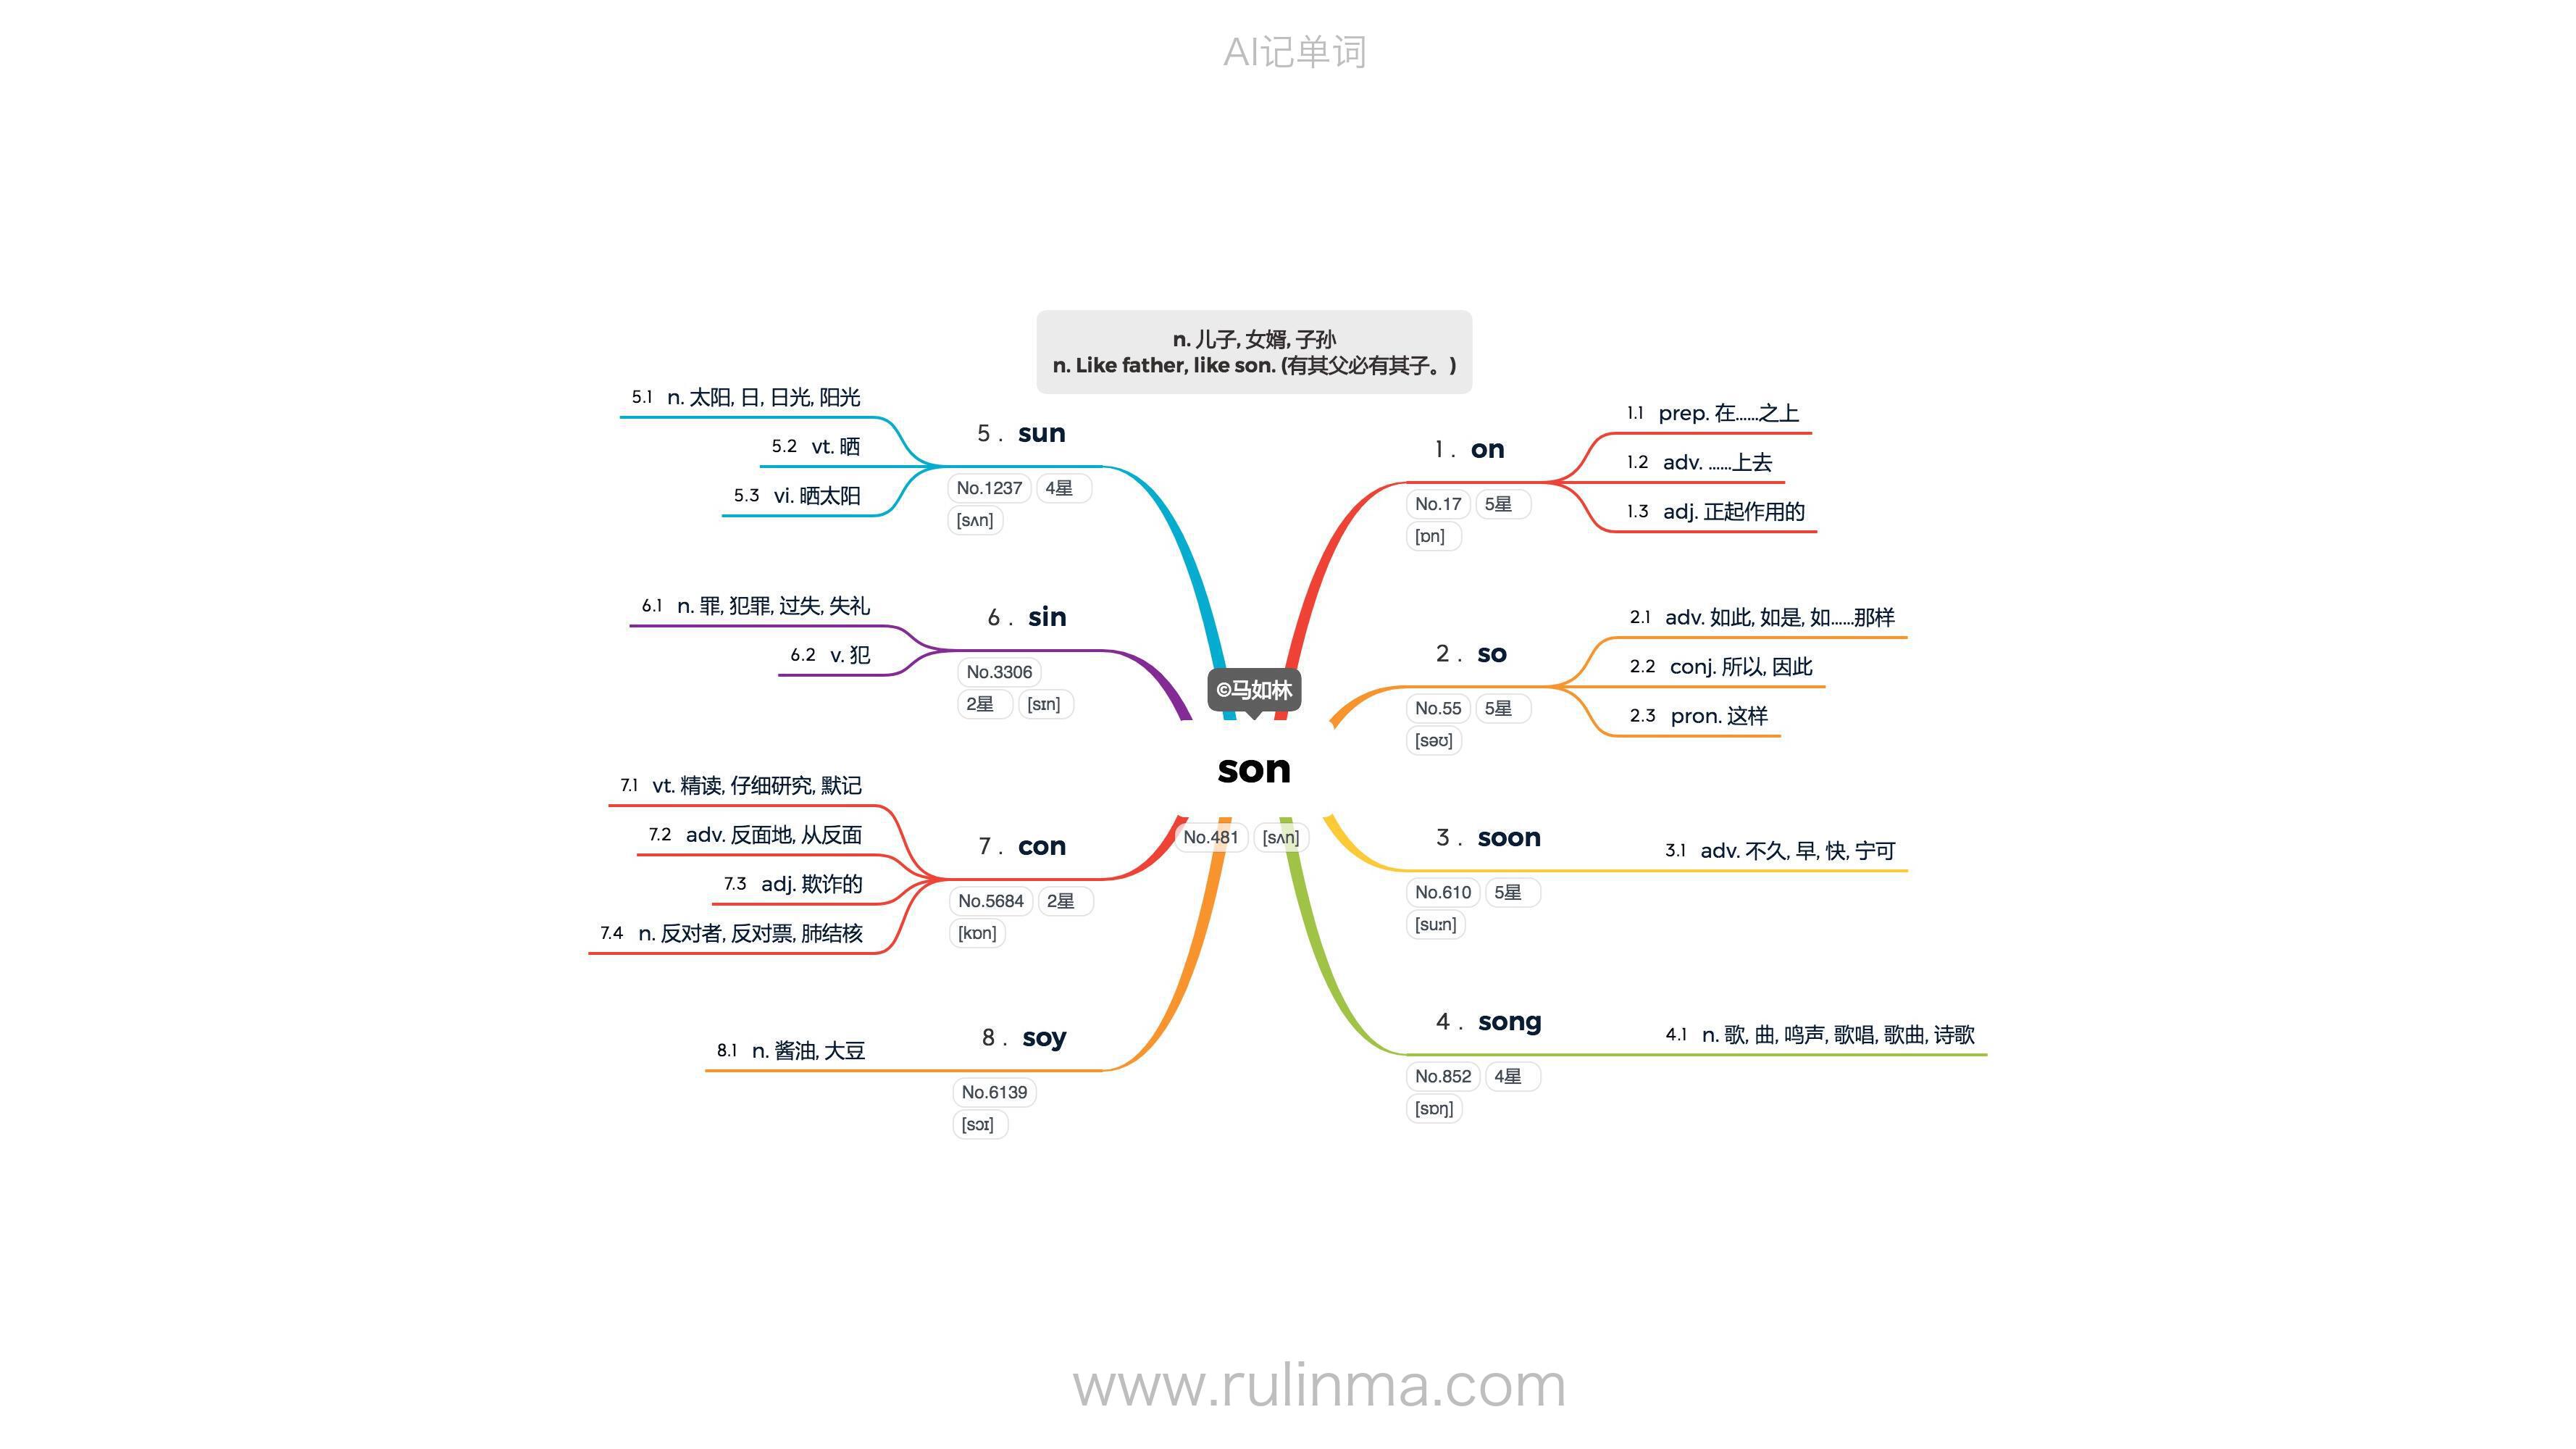 AI记单词
n. 儿子, 女婿, 子孙
n. Like father, like son. (有其父必有其子。)
©马如林
son
No.481 [sʌn]
1 . on
No.17 5星
[ɒn]
1.1 prep. 在......之上
1.2 adv. ......上去
1.3 adj. 正起作用的
2 . so
No.55 5星
[səʊ]
2.1 adv. 如此, 如是, 如......那样
2.2 conj. 所以, 因此
2.3 pron. 这样
3 . soon
No.610 5星
[suːn]
3.1 adv. 不久, 早, 快, 宁可
4 . song
No.852 4星
[sɒŋ]
4.1 n. 歌, 曲, 鸣声, 歌唱, 歌曲, 诗歌
5 . sun
No.1237 4星
[sʌn]
5.1 n. 太阳, 日, 日光, 阳光
5.2 vt. 晒
5.3 vi. 晒太阳
6 . sin
No.3306
2星 [sɪn]
6.1 n. 罪, 犯罪, 过失, 失礼
6.2 v. 犯
7 . con
No.5684 2星
[kɒn]
7.1 vt. 精读, 仔细研究, 默记
7.2 adv. 反面地, 从反面
7.3 adj. 欺诈的
7.4 n. 反对者, 反对票, 肺结核
8 . soy
No.6139
[sɔɪ]
8.1 n. 酱油, 大豆
www.rulinma.com